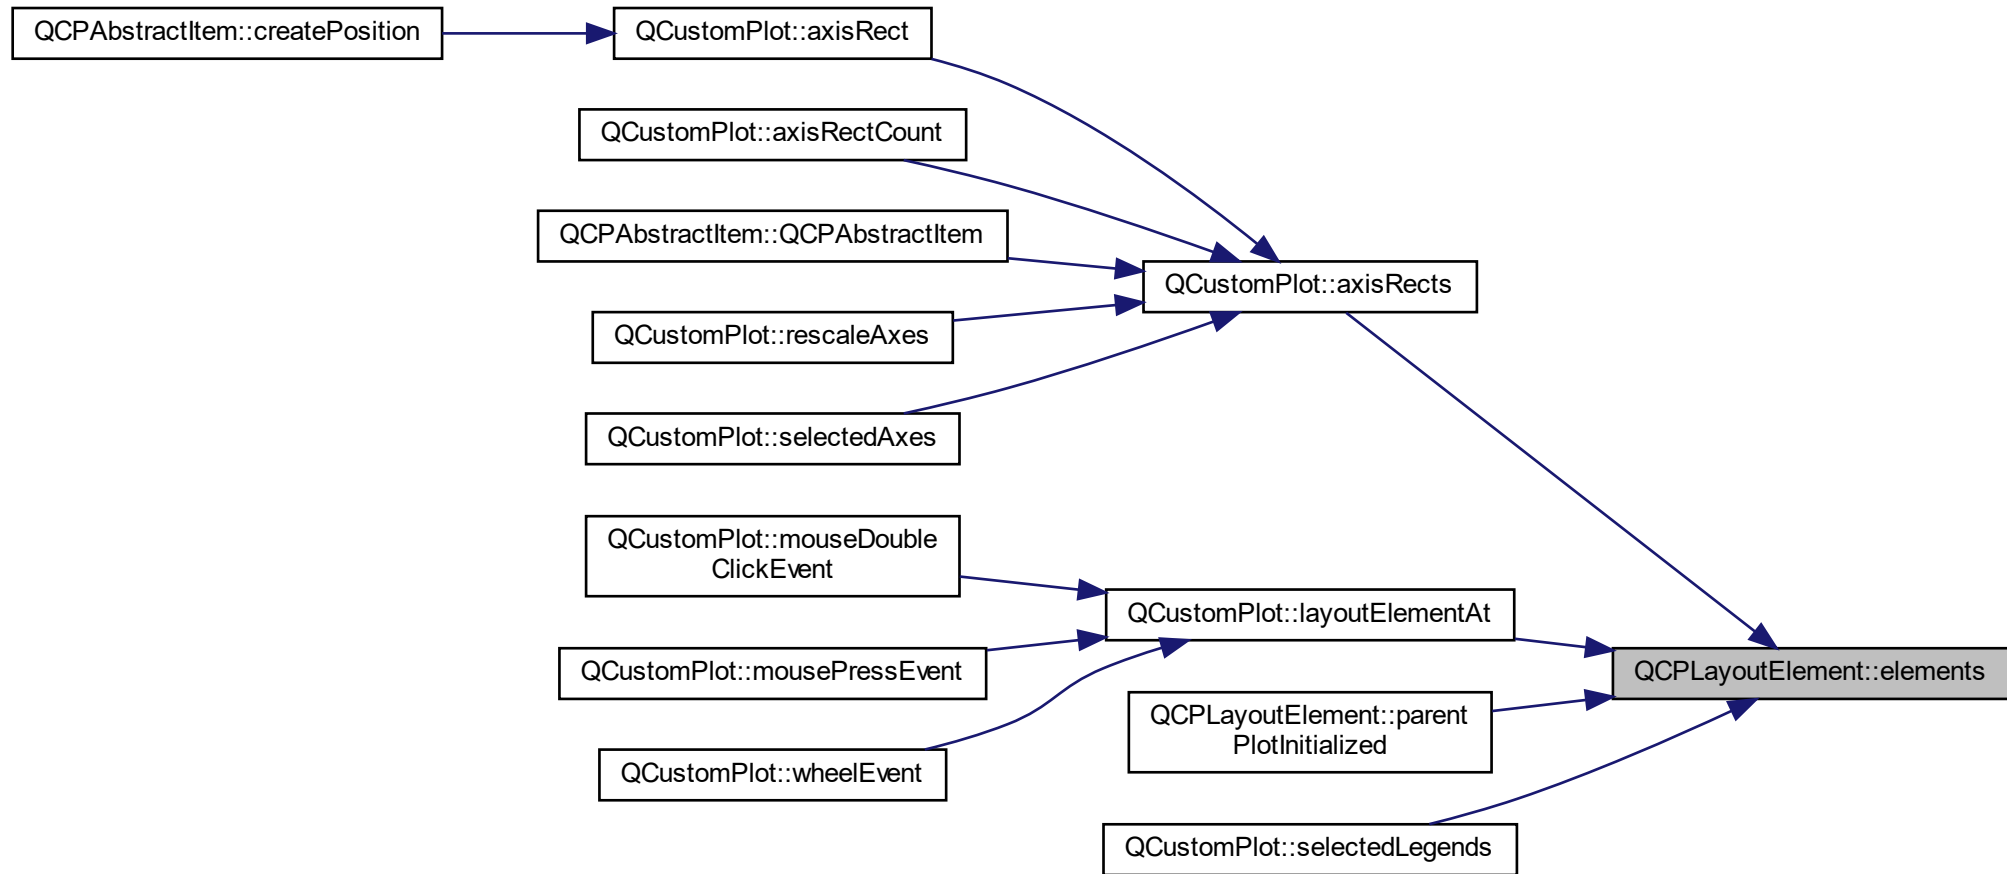 QCPAbstractItem::createPosition
QCustomPlot::axisRect
QCustomPlot::axisRectCount
QCPAbstractItem::QCPAbstractItem
QCustomPlot::axisRects
QCustomPlot::rescaleAxes
QCustomPlot::selectedAxes
QCustomPlot::mouseDouble
ClickEvent
QCustomPlot::layoutElementAt
QCustomPlot::mousePressEvent
QCPLayoutElement::elements
QCPLayoutElement::parent
PlotInitialized
QCustomPlot::wheelEvent
QCustomPlot::selectedLegends